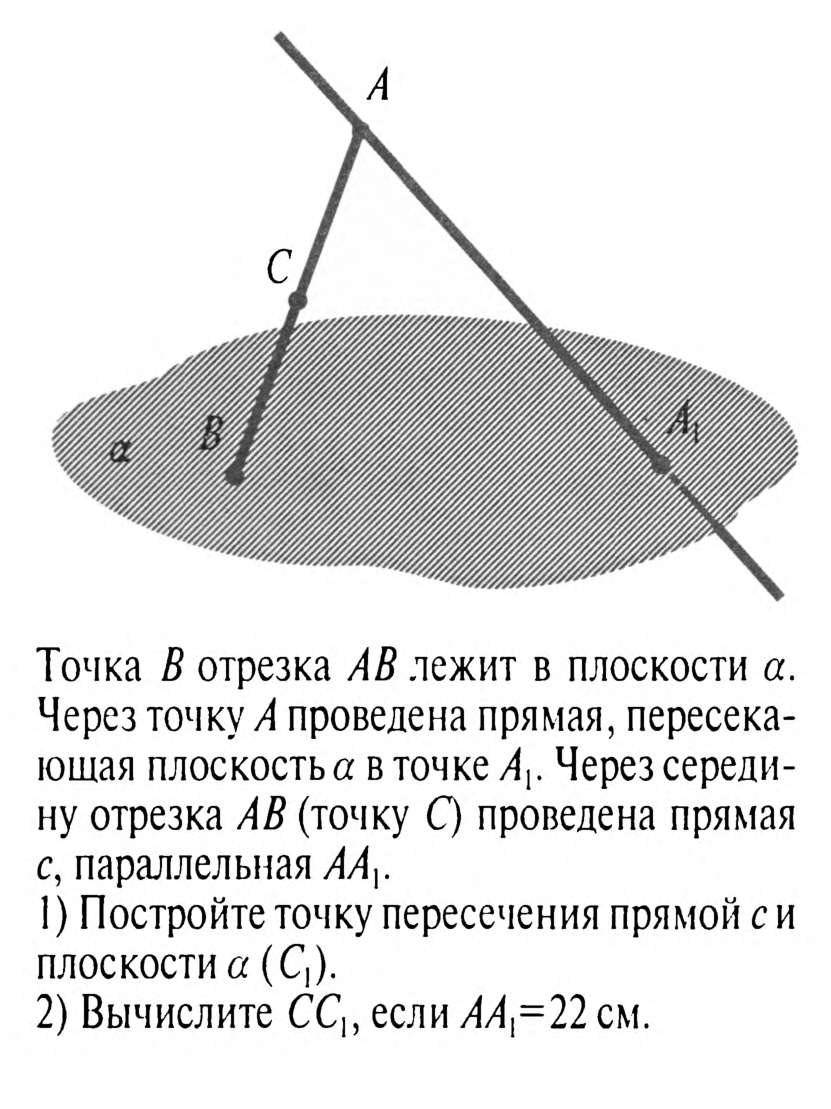 A
C
A₁
B
α
Точка B отрезка AB лежит в плоскости α.
Через точку A проведена прямая, пересека-
ющая плоскость α в точке A₁. Через середи-
ну отрезка AB (точку C) проведена прямая
c, параллельная AA₁.
1) Постройте точку пересечения прямой c и
плоскости α (C₁).
2) Вычислите CC₁, если AA₁=22 см.